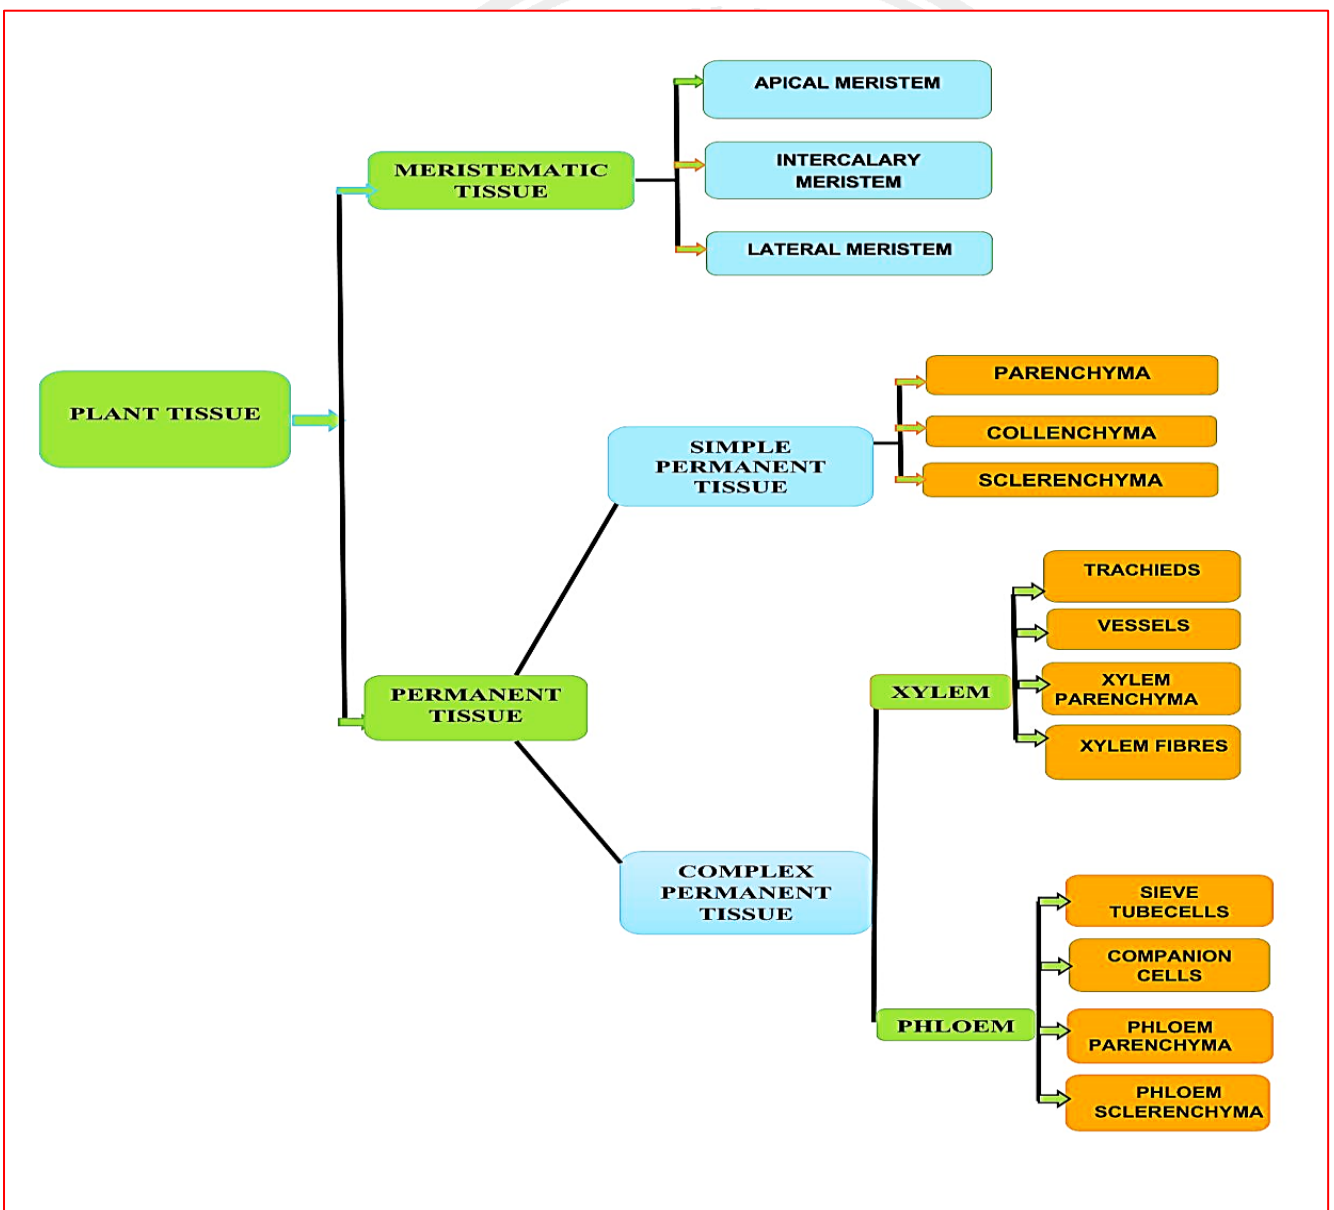 APICAL MERISTEM
INTERCALARY
MERISTEM
LATERAL MERISTEM
MERISTEMATIC
TISSUE
PLANT TISSUE
SIMPLE
PERMANENT
TISSUE
PARENCHYMA
COLLENCHYMA
SCLERENCHYMA
PERMANENT
TISSUE
COMPLEX
PERMANENT
TISSUE
XYLEM
TRACHIEDS
VESSELS
XYLEM
PARENCHYMA
XYLEM FIBRES
PHLOEM
SIEVE
TUBECELLS
COMPANION
CELLS
PHLOEM
PARENCHYMA
PHLOEM
SCLERENCHYMA